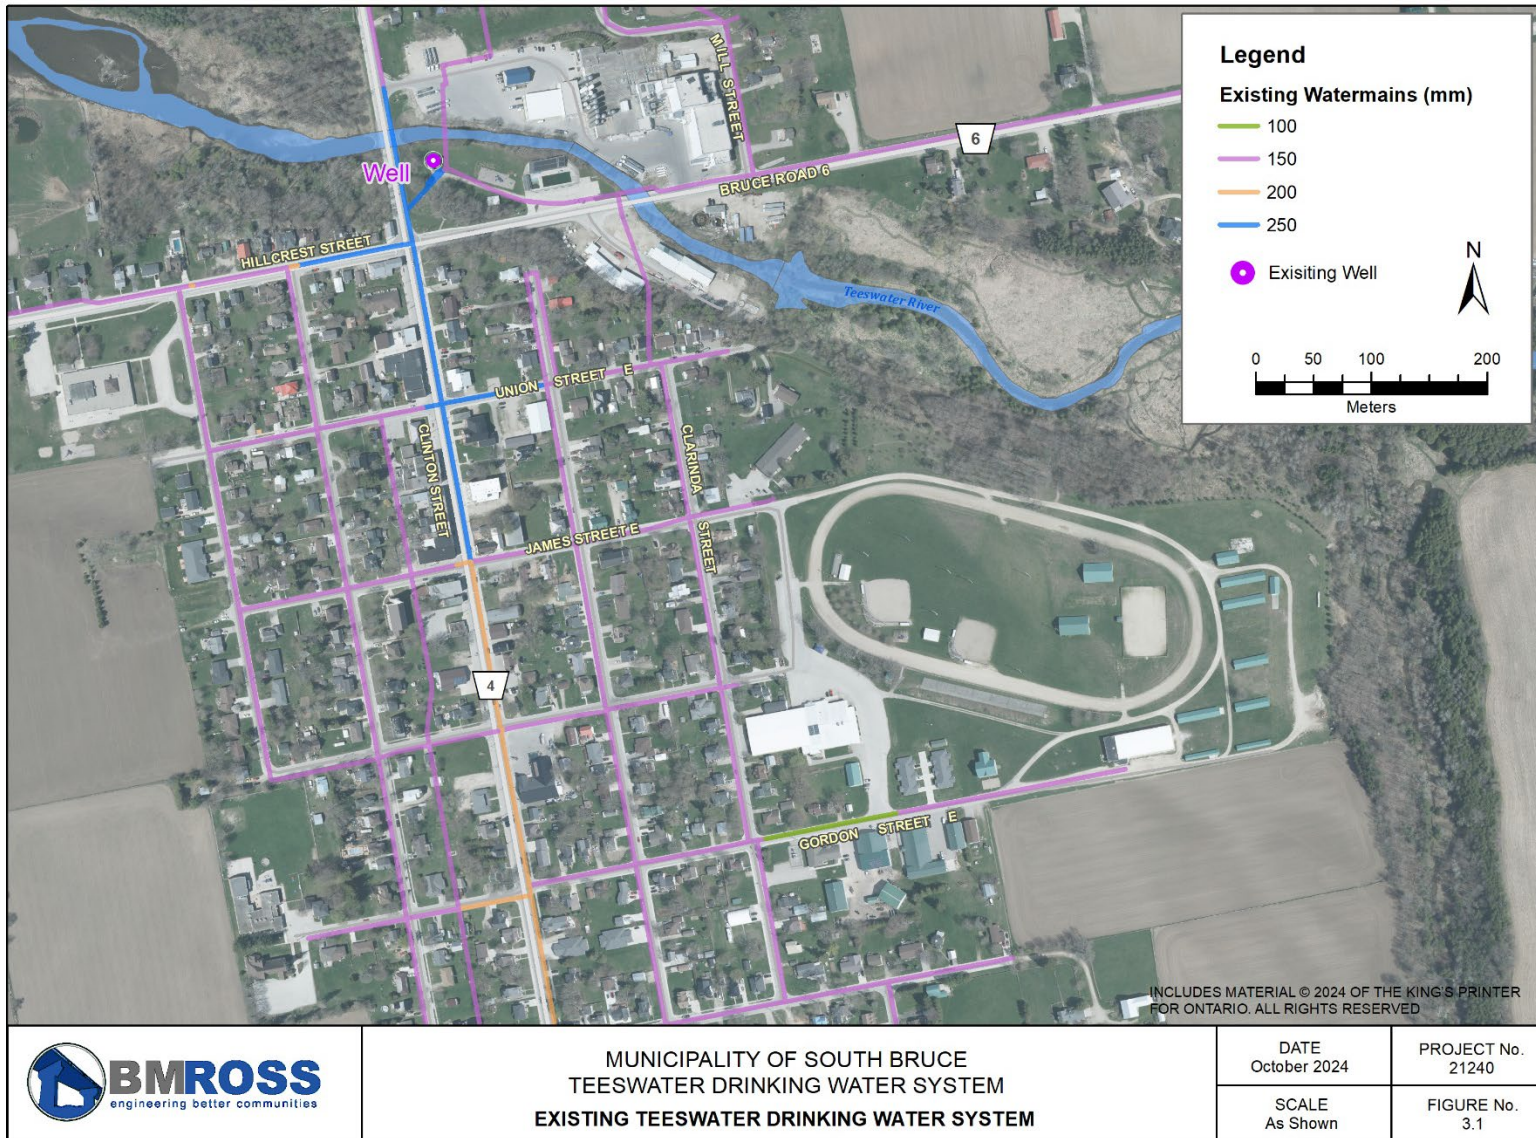 Legend
Existing Watermains (mm)
100
150
200
250
Exisiting Well
N
0 50 100 200
Meters
MILL STREET
6
BRUCE ROAD 6
Well
HILLCREST STREET
Teeswater River
UNION STREET E
CLINTON STREET
CLARINDA STREET
JAMES STREET E
4
GORDON STREET E
INCLUDES MATERIAL © 2024 OF THE KING'S PRINTER
FOR ONTARIO. ALL RIGHTS RESERVED
BMROSS
engineering better communities
MUNICIPALITY OF SOUTH BRUCE
TEESWATER DRINKING WATER SYSTEM
EXISTING TEESWATER DRINKING WATER SYSTEM
DATE
October 2024
PROJECT No.
21240
SCALE
As Shown
FIGURE No.
3.1